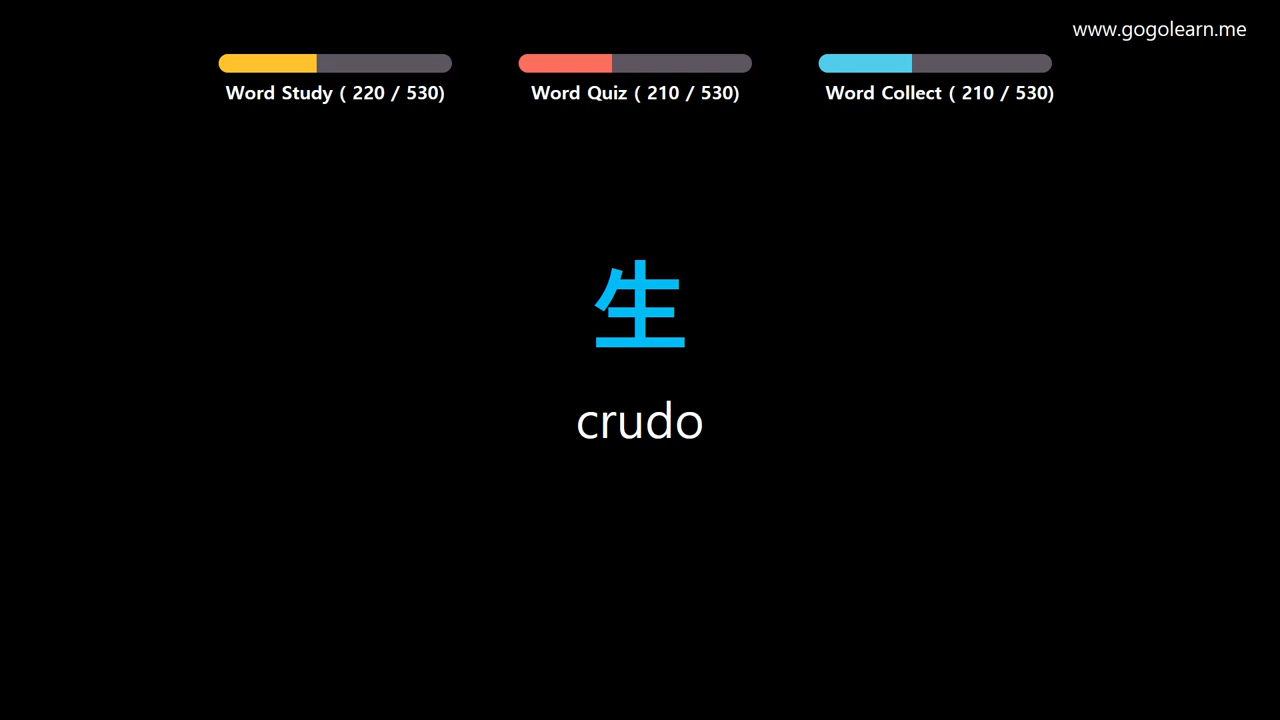 www.gogolearn.me
Word Study ( 220 / 530)
Word Quiz ( 210 / 530)
Word Collect ( 210 / 530)
生
crudo